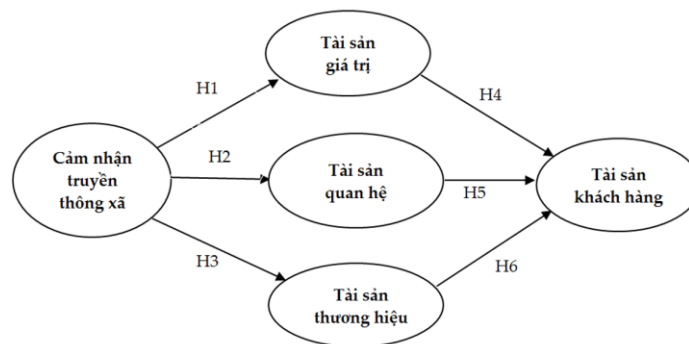 Tài sản
giá trị
H1
H4
Cảm nhận
truyền
thông xã
H2
Tài sản
quan hệ
H5
Tài sản
khách hàng
H3
H6
Tài sản
thương hiệu